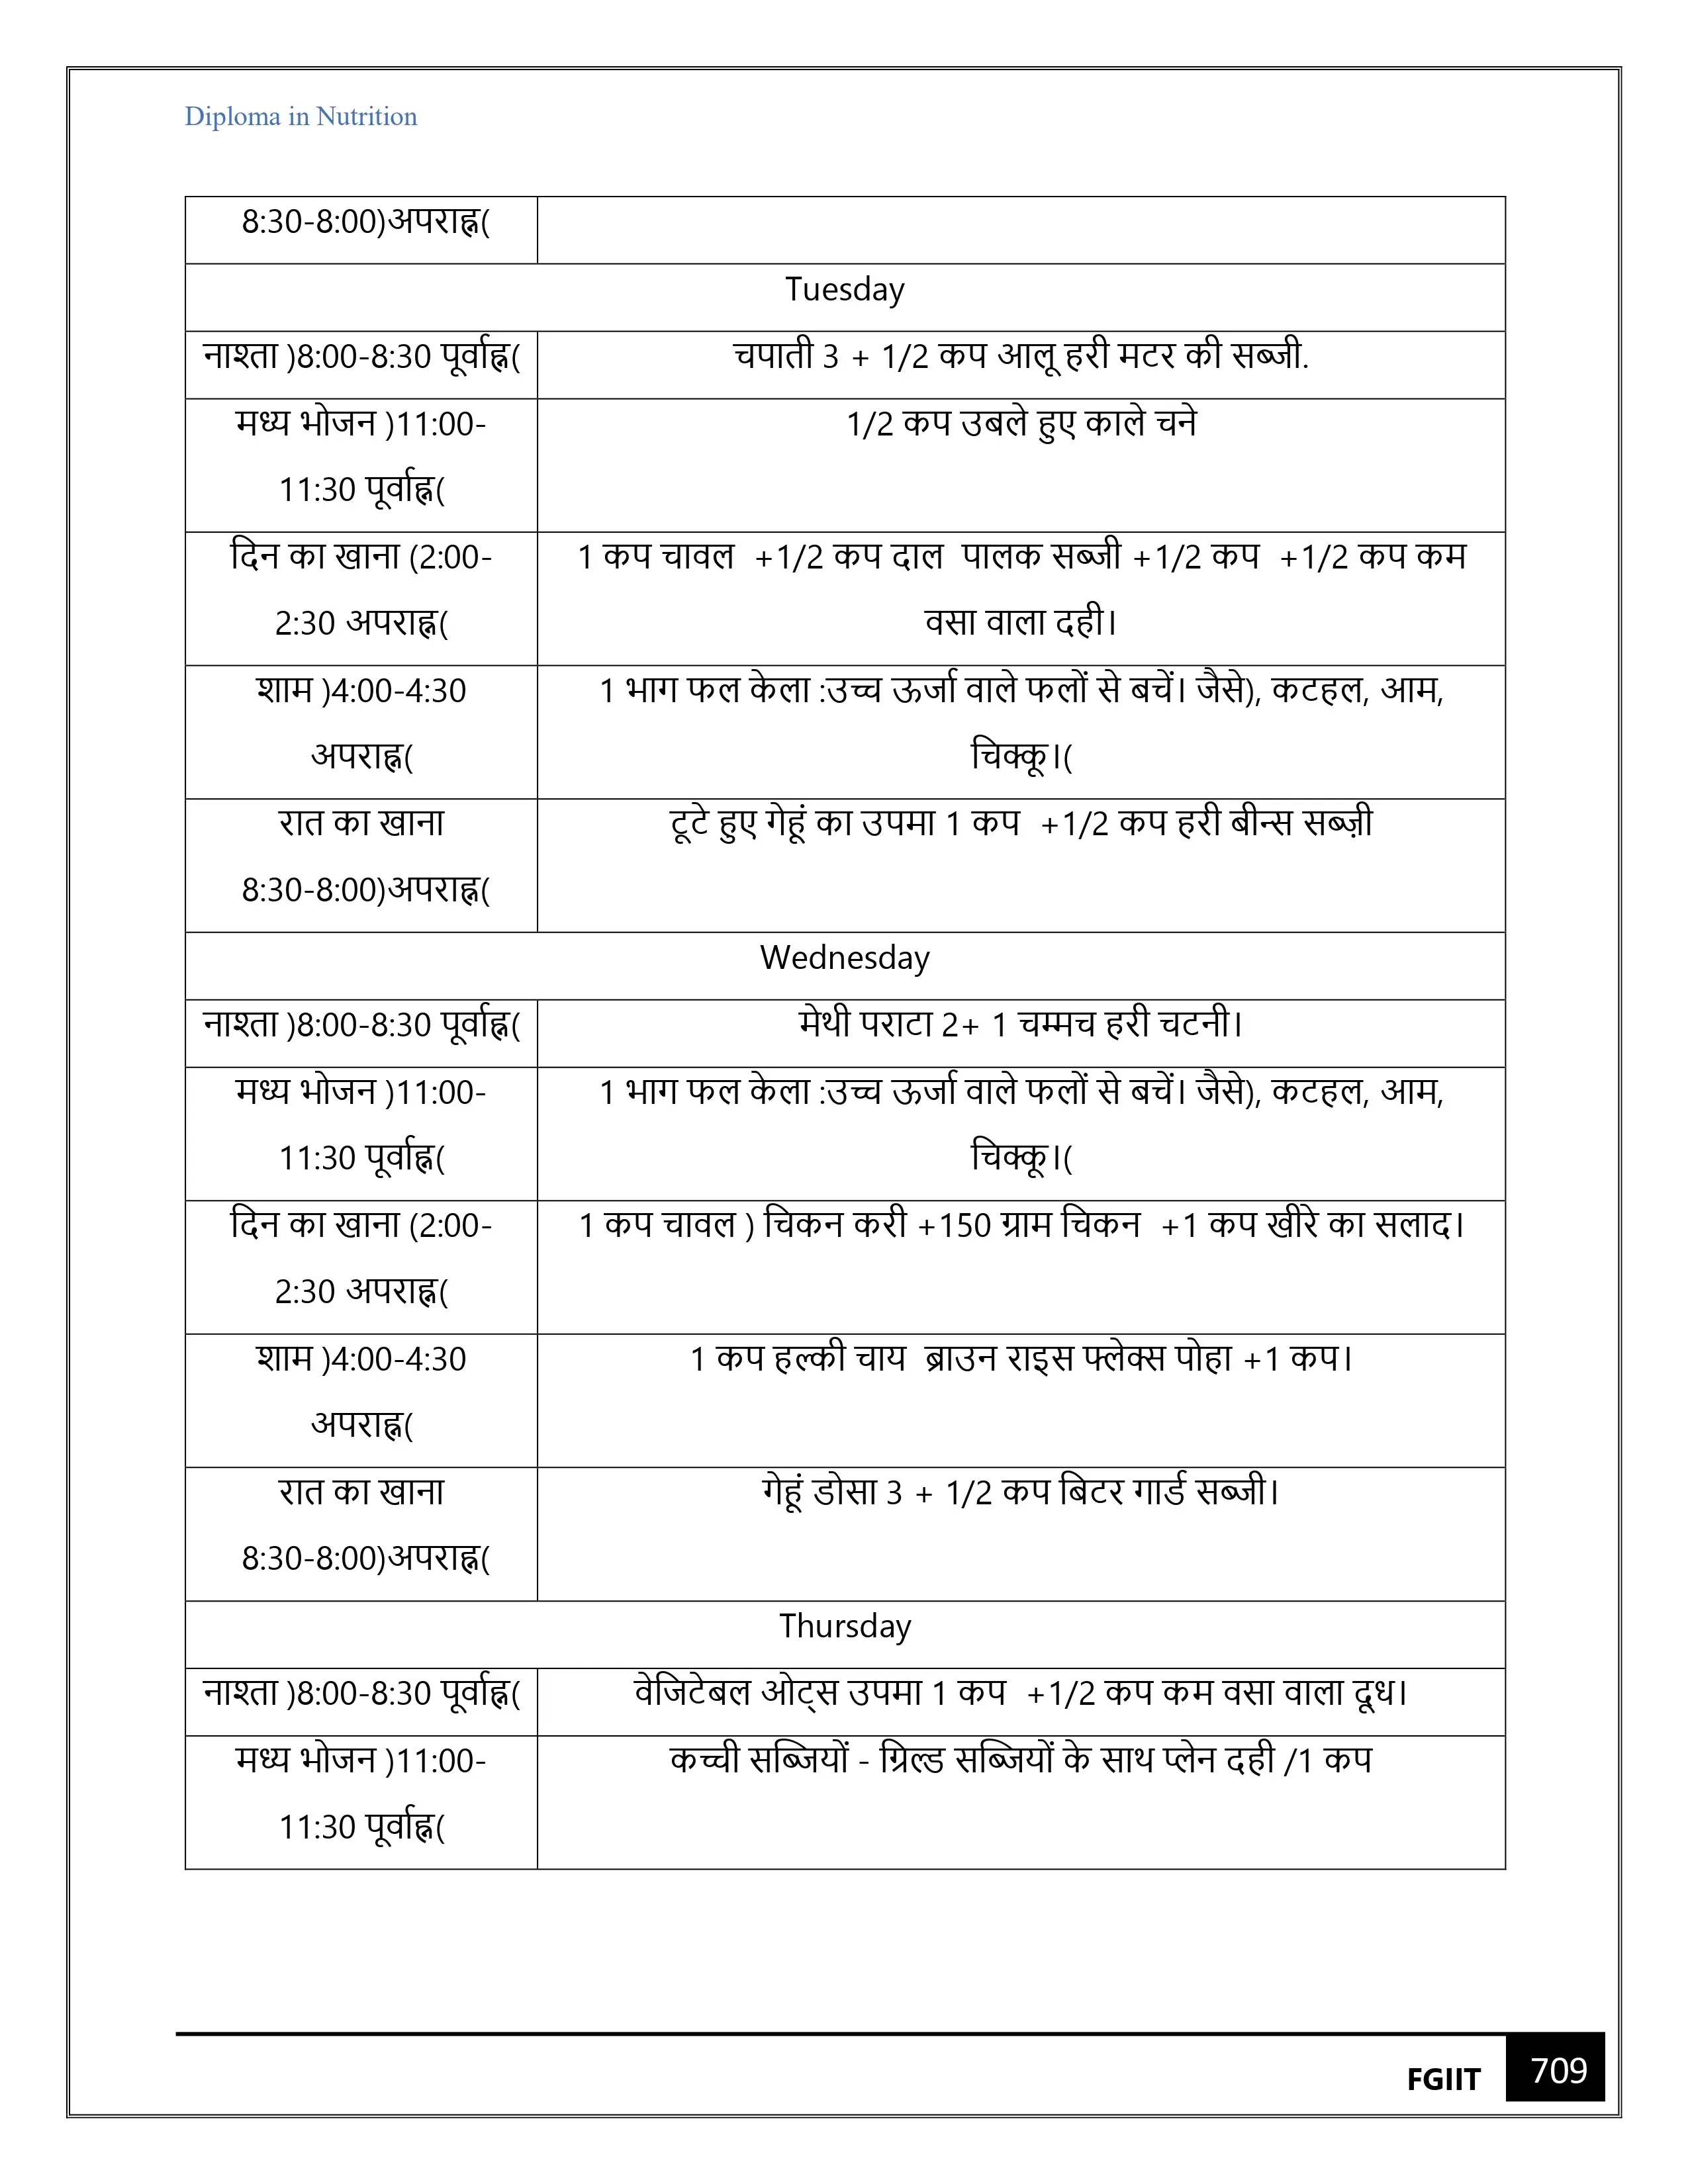 Diploma in Nutrition
8:30-8:00)अपराह्न(
Tuesday
नाश्ता )8:00-8:30 पूर्वाह्न(
चपाती 3 + 1/2 कप आलू हरी मटर की सब्जी.
मध्य भोजन )11:00-
11:30 पूर्वाह्न(
1/2 कप उबले हुए काले चने
दिन का खाना (2:00-
2:30 अपराह्न(
1 कप चावल +1/2 कप दाल पालक सब्जी +1/2 कप +1/2 कप कम
वसा वाला दही।
शाम )4:00-4:30
अपराह्न(
1 भाग फल केला :उच्च ऊर्जा वाले फलों से बचें। जैसे), कटहल, आम,
चिक्कू।(
रात का खाना
8:30-8:00)अपराह्न(
टूटे हुए गेहूं का उपमा 1 कप +1/2 कप हरी बीन्स सब्ज़ी
Wednesday
नाश्ता )8:00-8:30 पूर्वाह्न(
मेथी पराटा 2+ 1 चम्मच हरी चटनी।
मध्य भोजन )11:00-
11:30 पूर्वाह्न(
1 भाग फल केला :उच्च ऊर्जा वाले फलों से बचें। जैसे), कटहल, आम,
चिक्कू।(
दिन का खाना (2:00-
2:30 अपराह्न(
1 कप चावल ) चिकन करी +150 ग्राम चिकन +1 कप खीरे का सलाद।
शाम )4:00-4:30
अपराह्न(
1 कप हल्की चाय ब्राउन राइस फ्लेक्स पोहा +1 कप।
रात का खाना
8:30-8:00)अपराह्न(
गेहूं डोसा 3 + 1/2 कप बिटर गार्ड सब्जी।
Thursday
नाश्ता )8:00-8:30 पूर्वाह्न(
वेजिटेबल ओट्स उपमा 1 कप +1/2 कप कम वसा वाला दूध।
मध्य भोजन )11:00-
11:30 पूर्वाह्न(
कच्ची सब्जियों - ग्रिल्ड सब्जियों के साथ प्लेन दही /1 कप
FGIIT 709